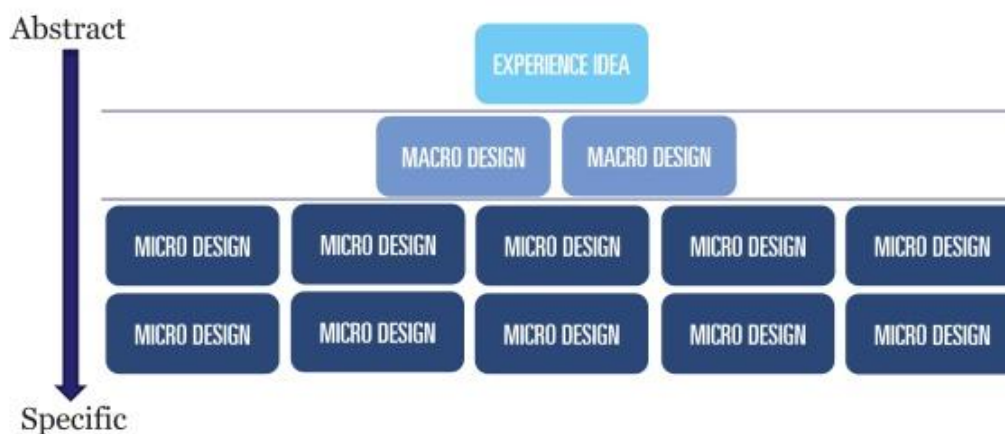 Abstract
EXPERIENCE IDEA
MACRO DESIGN MACRO DESIGN
MICRO DESIGN MICRO DESIGN MICRO DESIGN MICRO DESIGN MICRO DESIGN
MICRO DESIGN MICRO DESIGN MICRO DESIGN MICRO DESIGN MICRO DESIGN
Specific